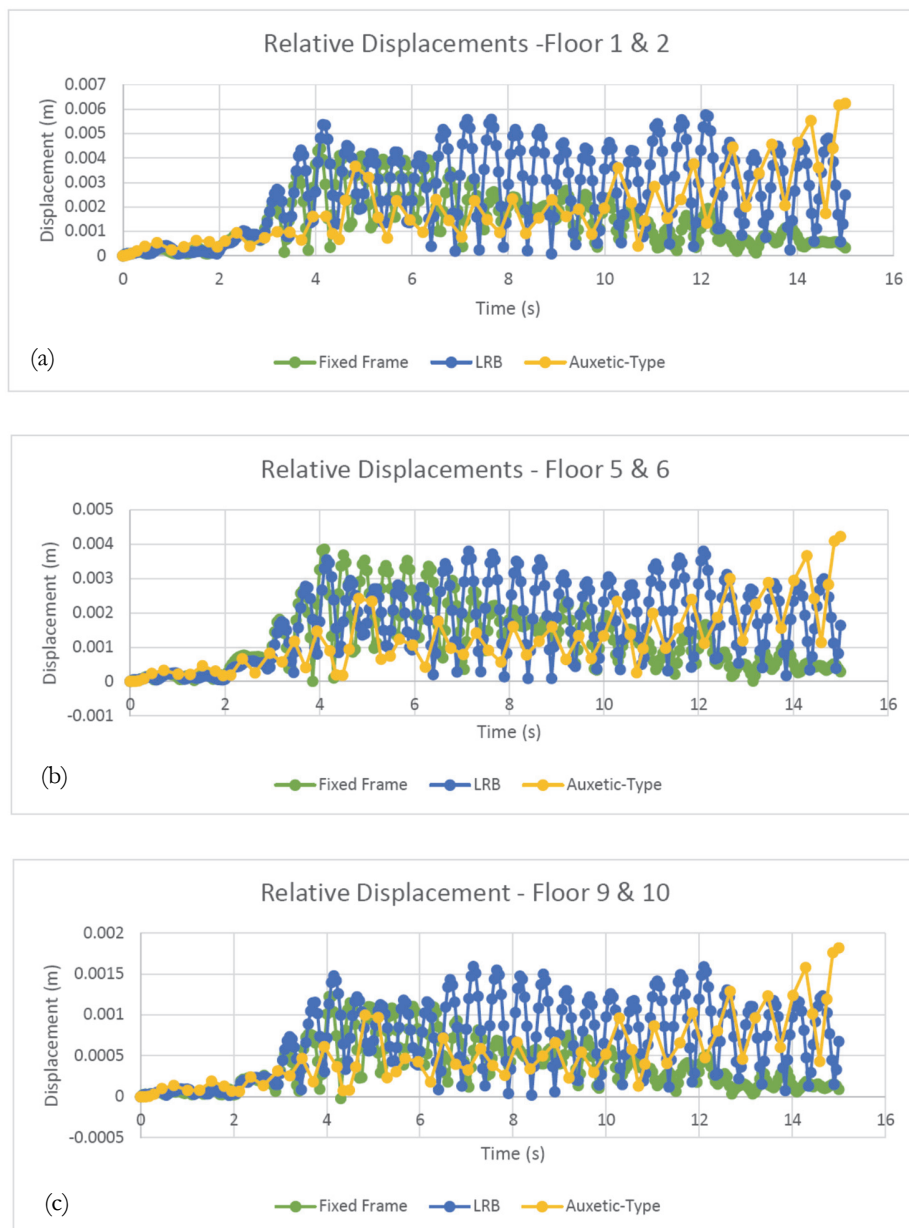 Relative Displacements -Floor 1 & 2
0.007
0.006
0.005
0.004
0.003
0.002
0.001
0
Displacement (m)
0 2 4 6 8 10 12 14 16
Time (s)
(a)
Fixed Frame LRB Auxetic-Type
Relative Displacements - Floor 5 & 6
0.005
0.004
0.003
0.002
0.001
0
-0.001
Displacement (m)
0 2 4 6 8 10 12 14 16
Time (s)
(b)
Fixed Frame LRB Auxetic-Type
Relative Displacement - Floor 9 & 10
0.002
0.0015
0.001
0.0005
0
-0.0005
Displacement (m)
0 2 4 6 8 10 12 14 16
Time (s)
(c)
Fixed Frame LRB Auxetic-Type